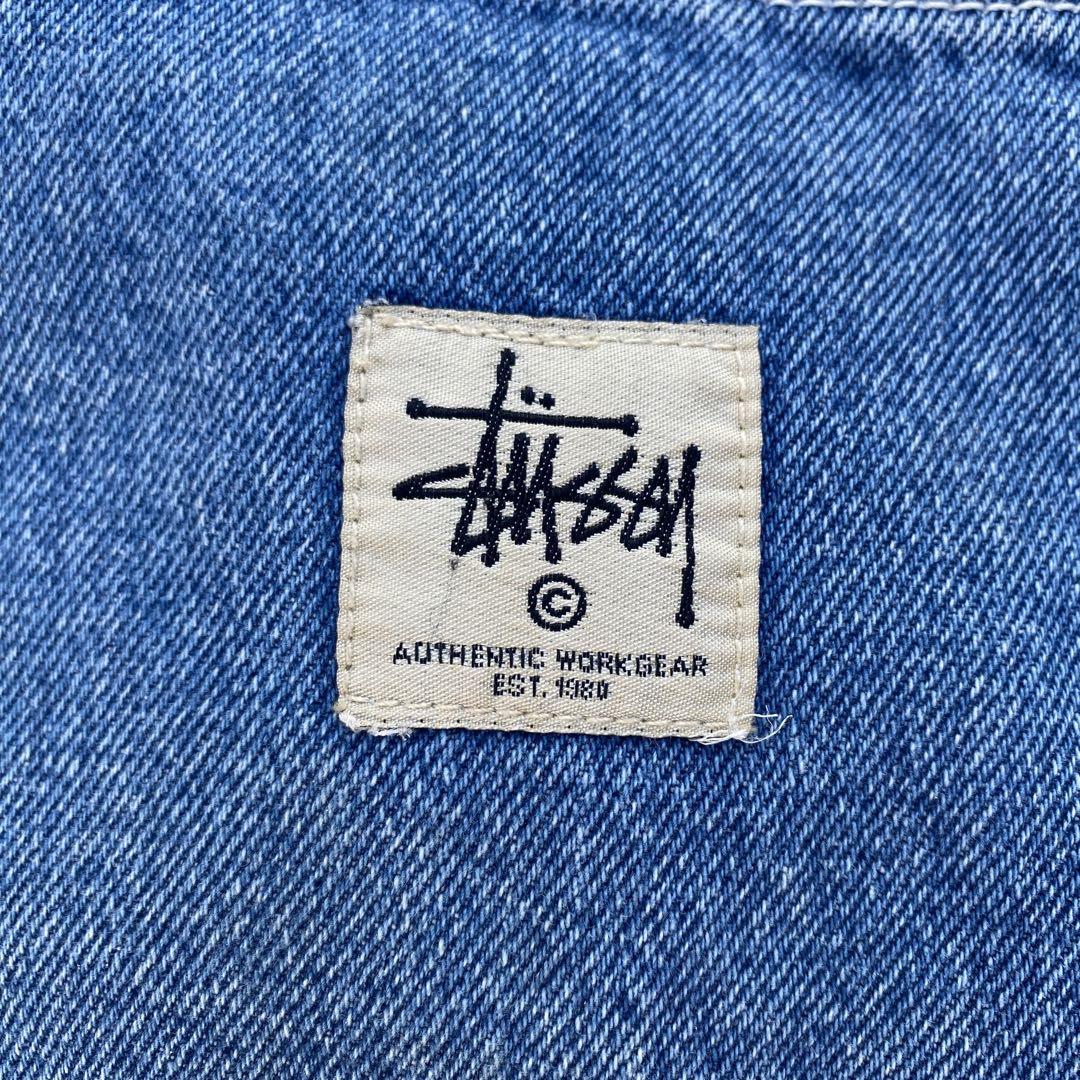 Stüssy
©
AUTHENTIC WORKGEAR
EST. 1980